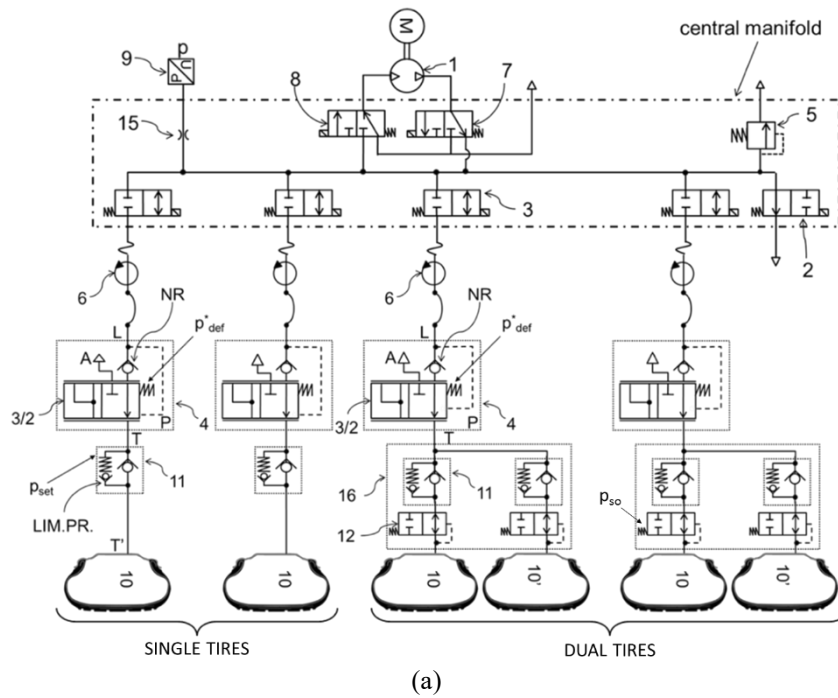 M
central manifold
9
p
P
n
1
8
7
5
15
3
2
6
NR
6
NR
L
p*def
L
p*def
A
A
3/2
P
4
3/2
P
4
T
T
pset
11
16
11
pso
LIM.PR.
12
T'
10
10
10
10'
10
10'
SINGLE TIRES
DUAL TIRES
(a)